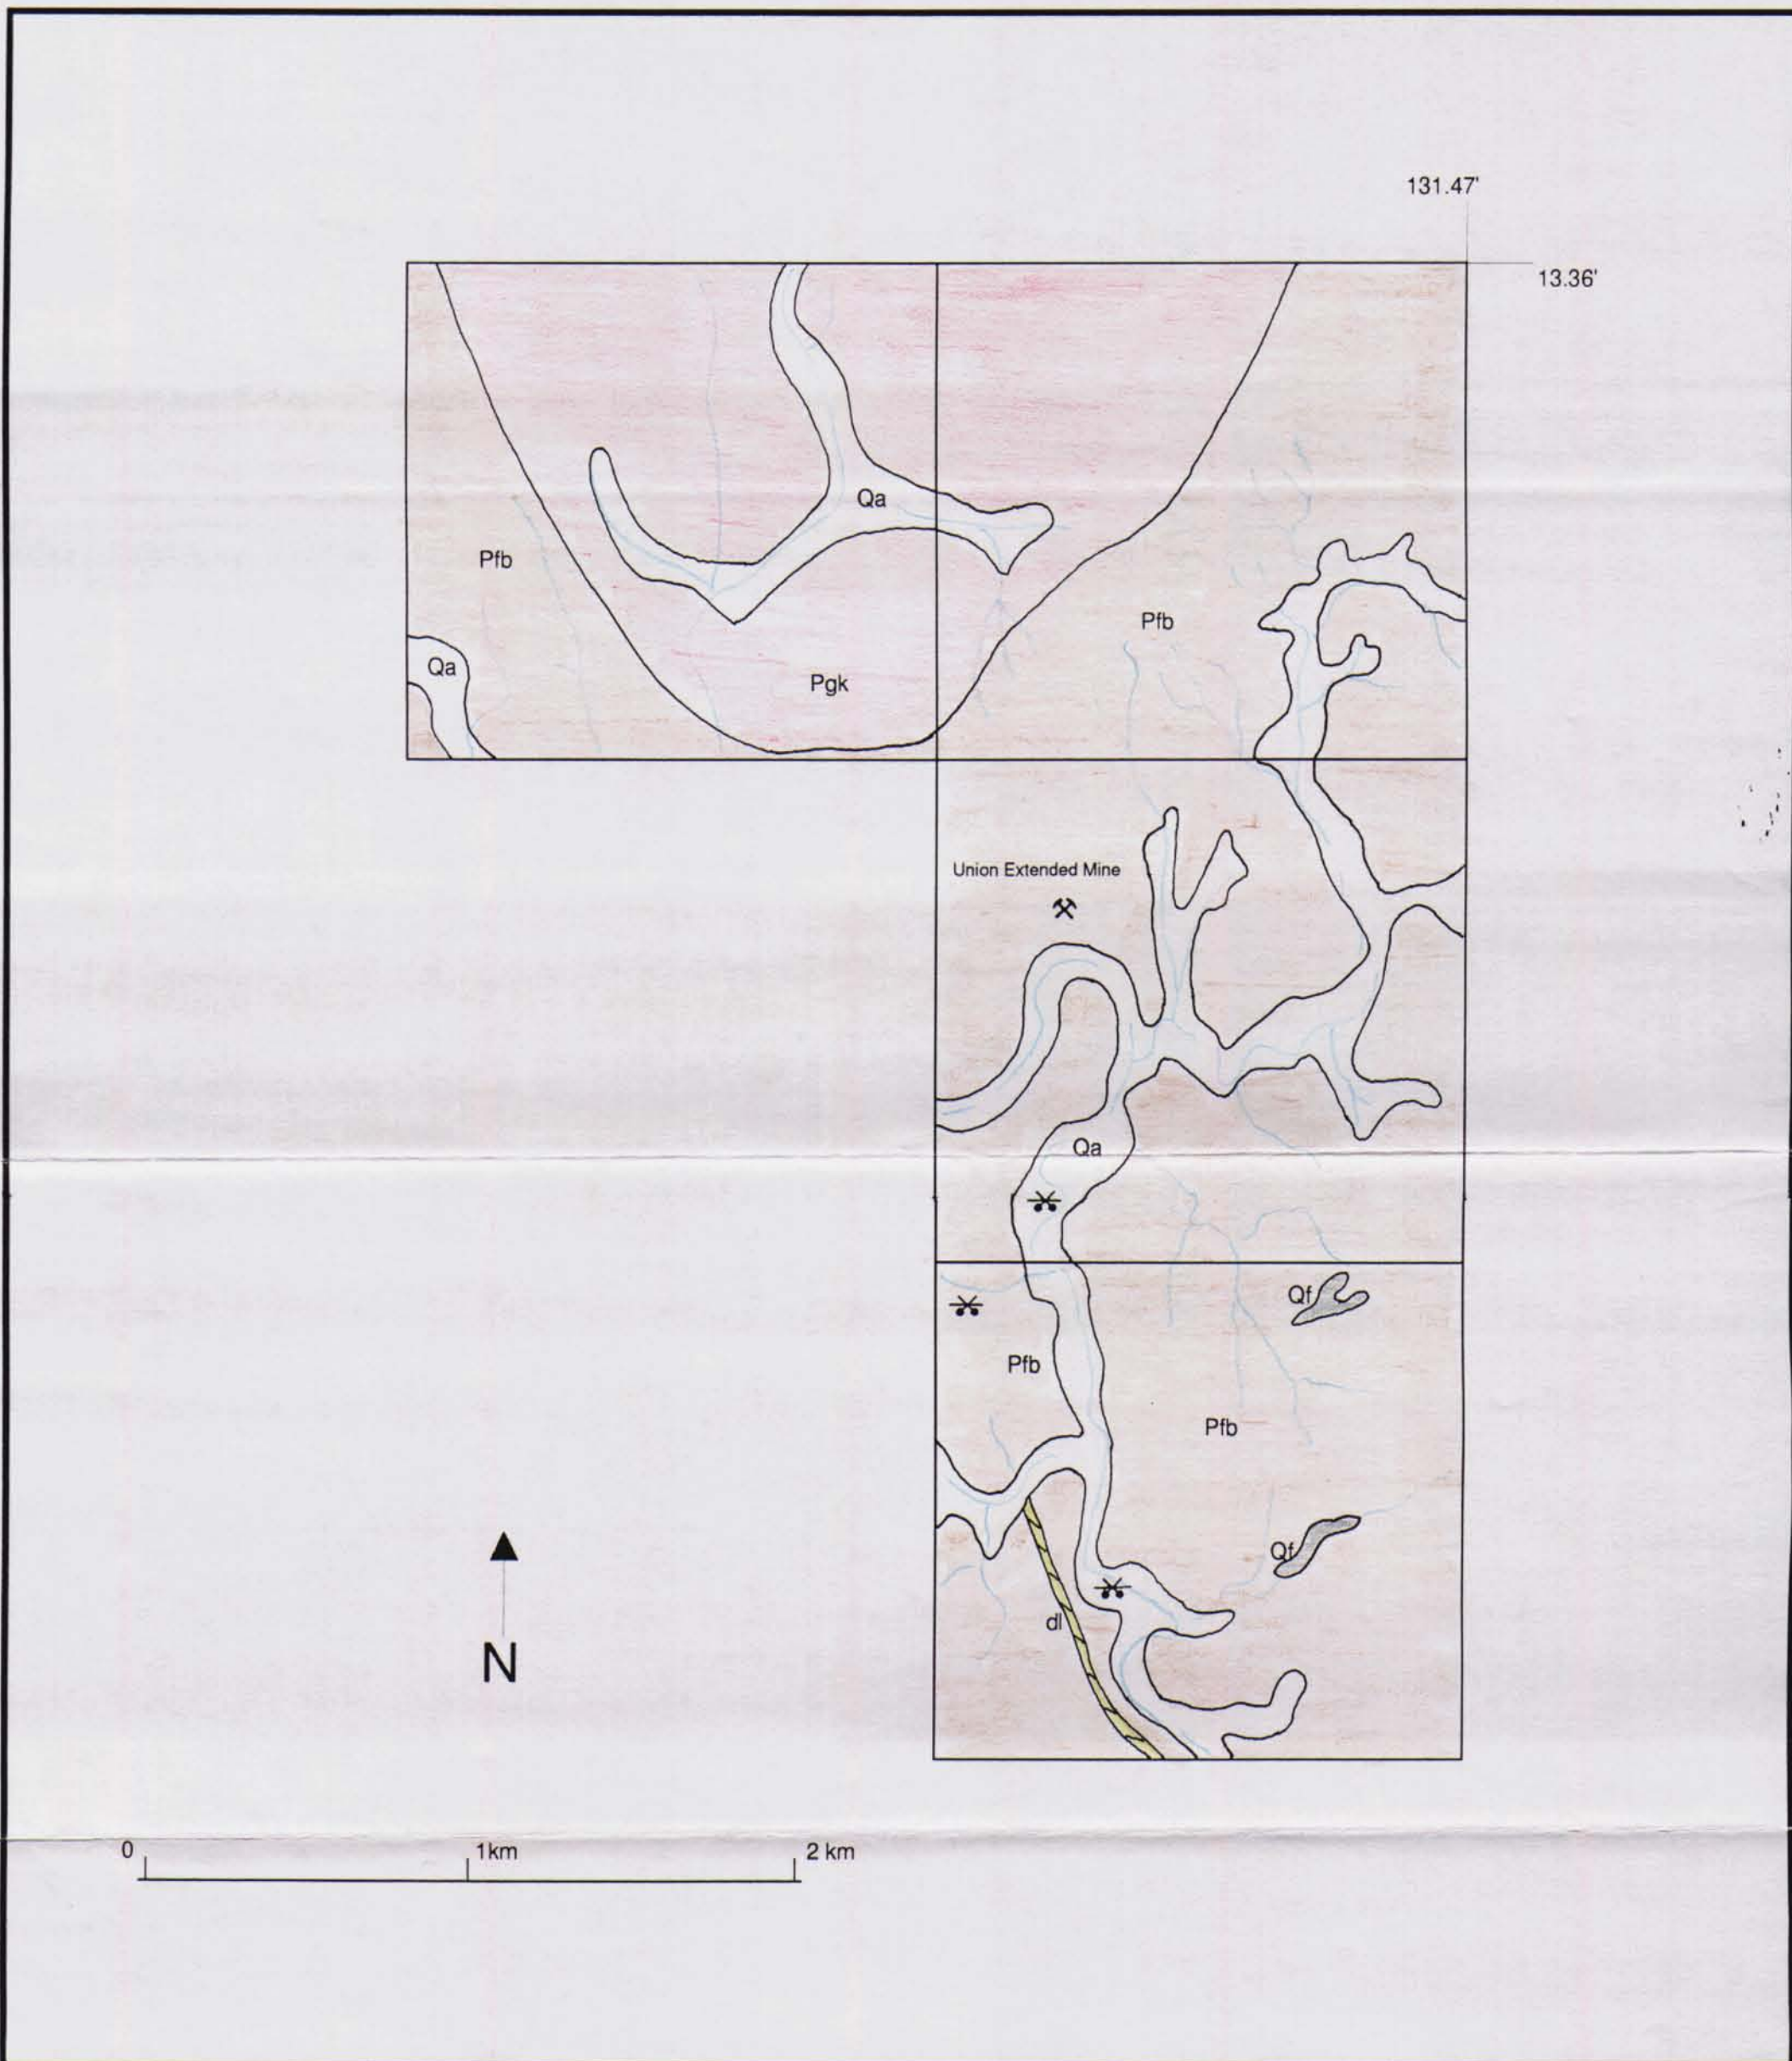 131.47'
13.36'
Qa
Pfb
Pfb
Qa
Pgk
Union Extended Mine
Qa
Qf
Pfb
Pfb
Qf
dl
N
0 1km 2 km